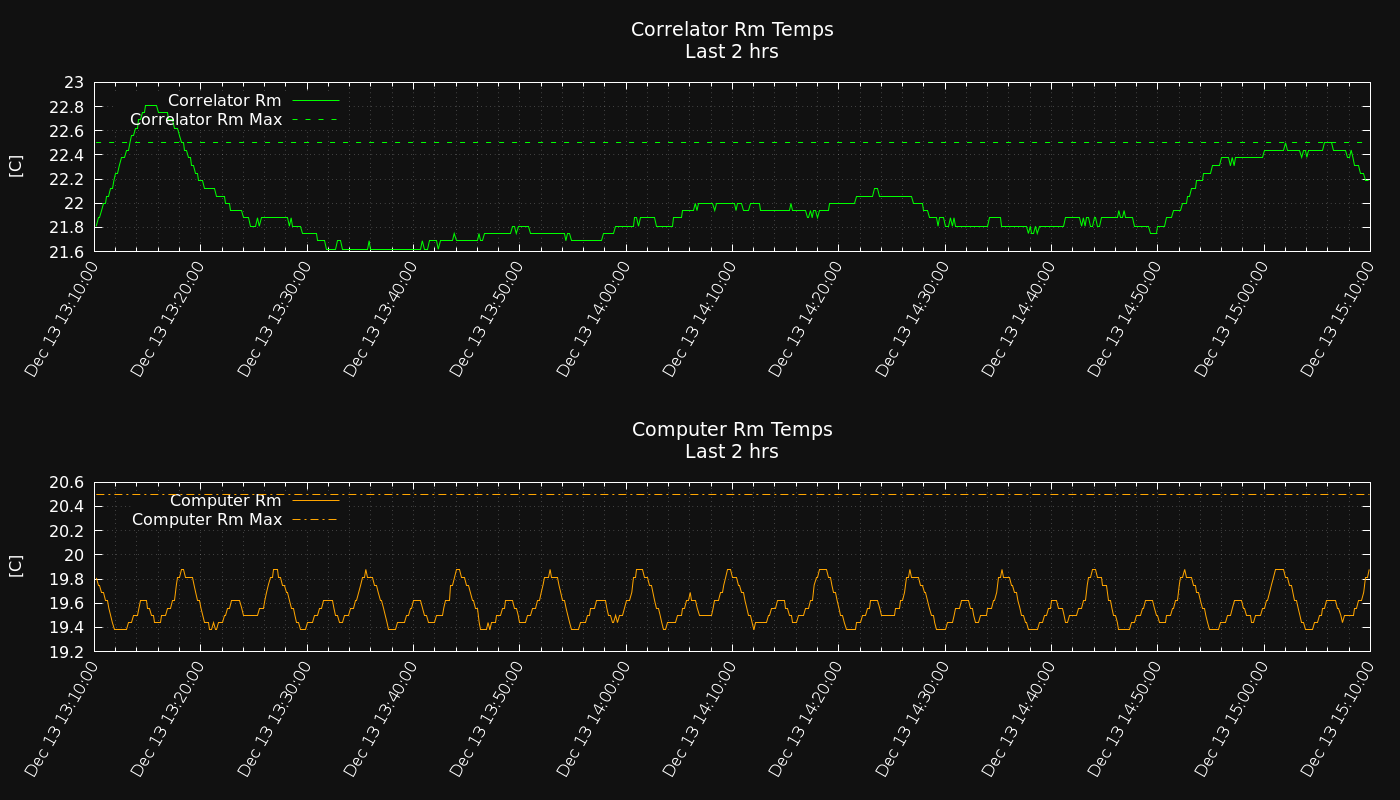 Correlator Rm Temps
Last 2 hrs
23
22.8
22.6
22.4
22.2
22
21.8
21.6
[C]
Correlator Rm
Correlator Rm Max
Dec 13 13:10:00
Dec 13 13:20:00
Dec 13 13:30:00
Dec 13 13:40:00
Dec 13 13:50:00
Dec 13 14:00:00
Dec 13 14:10:00
Dec 13 14:20:00
Dec 13 14:30:00
Dec 13 14:40:00
Dec 13 14:50:00
Dec 13 15:00:00
Dec 13 15:10:00
Computer Rm Temps
Last 2 hrs
20.6
20.4
20.2
20
19.8
19.6
19.4
19.2
[C]
Computer Rm
Computer Rm Max
Dec 13 13:10:00
Dec 13 13:20:00
Dec 13 13:30:00
Dec 13 13:40:00
Dec 13 13:50:00
Dec 13 14:00:00
Dec 13 14:10:00
Dec 13 14:20:00
Dec 13 14:30:00
Dec 13 14:40:00
Dec 13 14:50:00
Dec 13 15:00:00
Dec 13 15:10:00